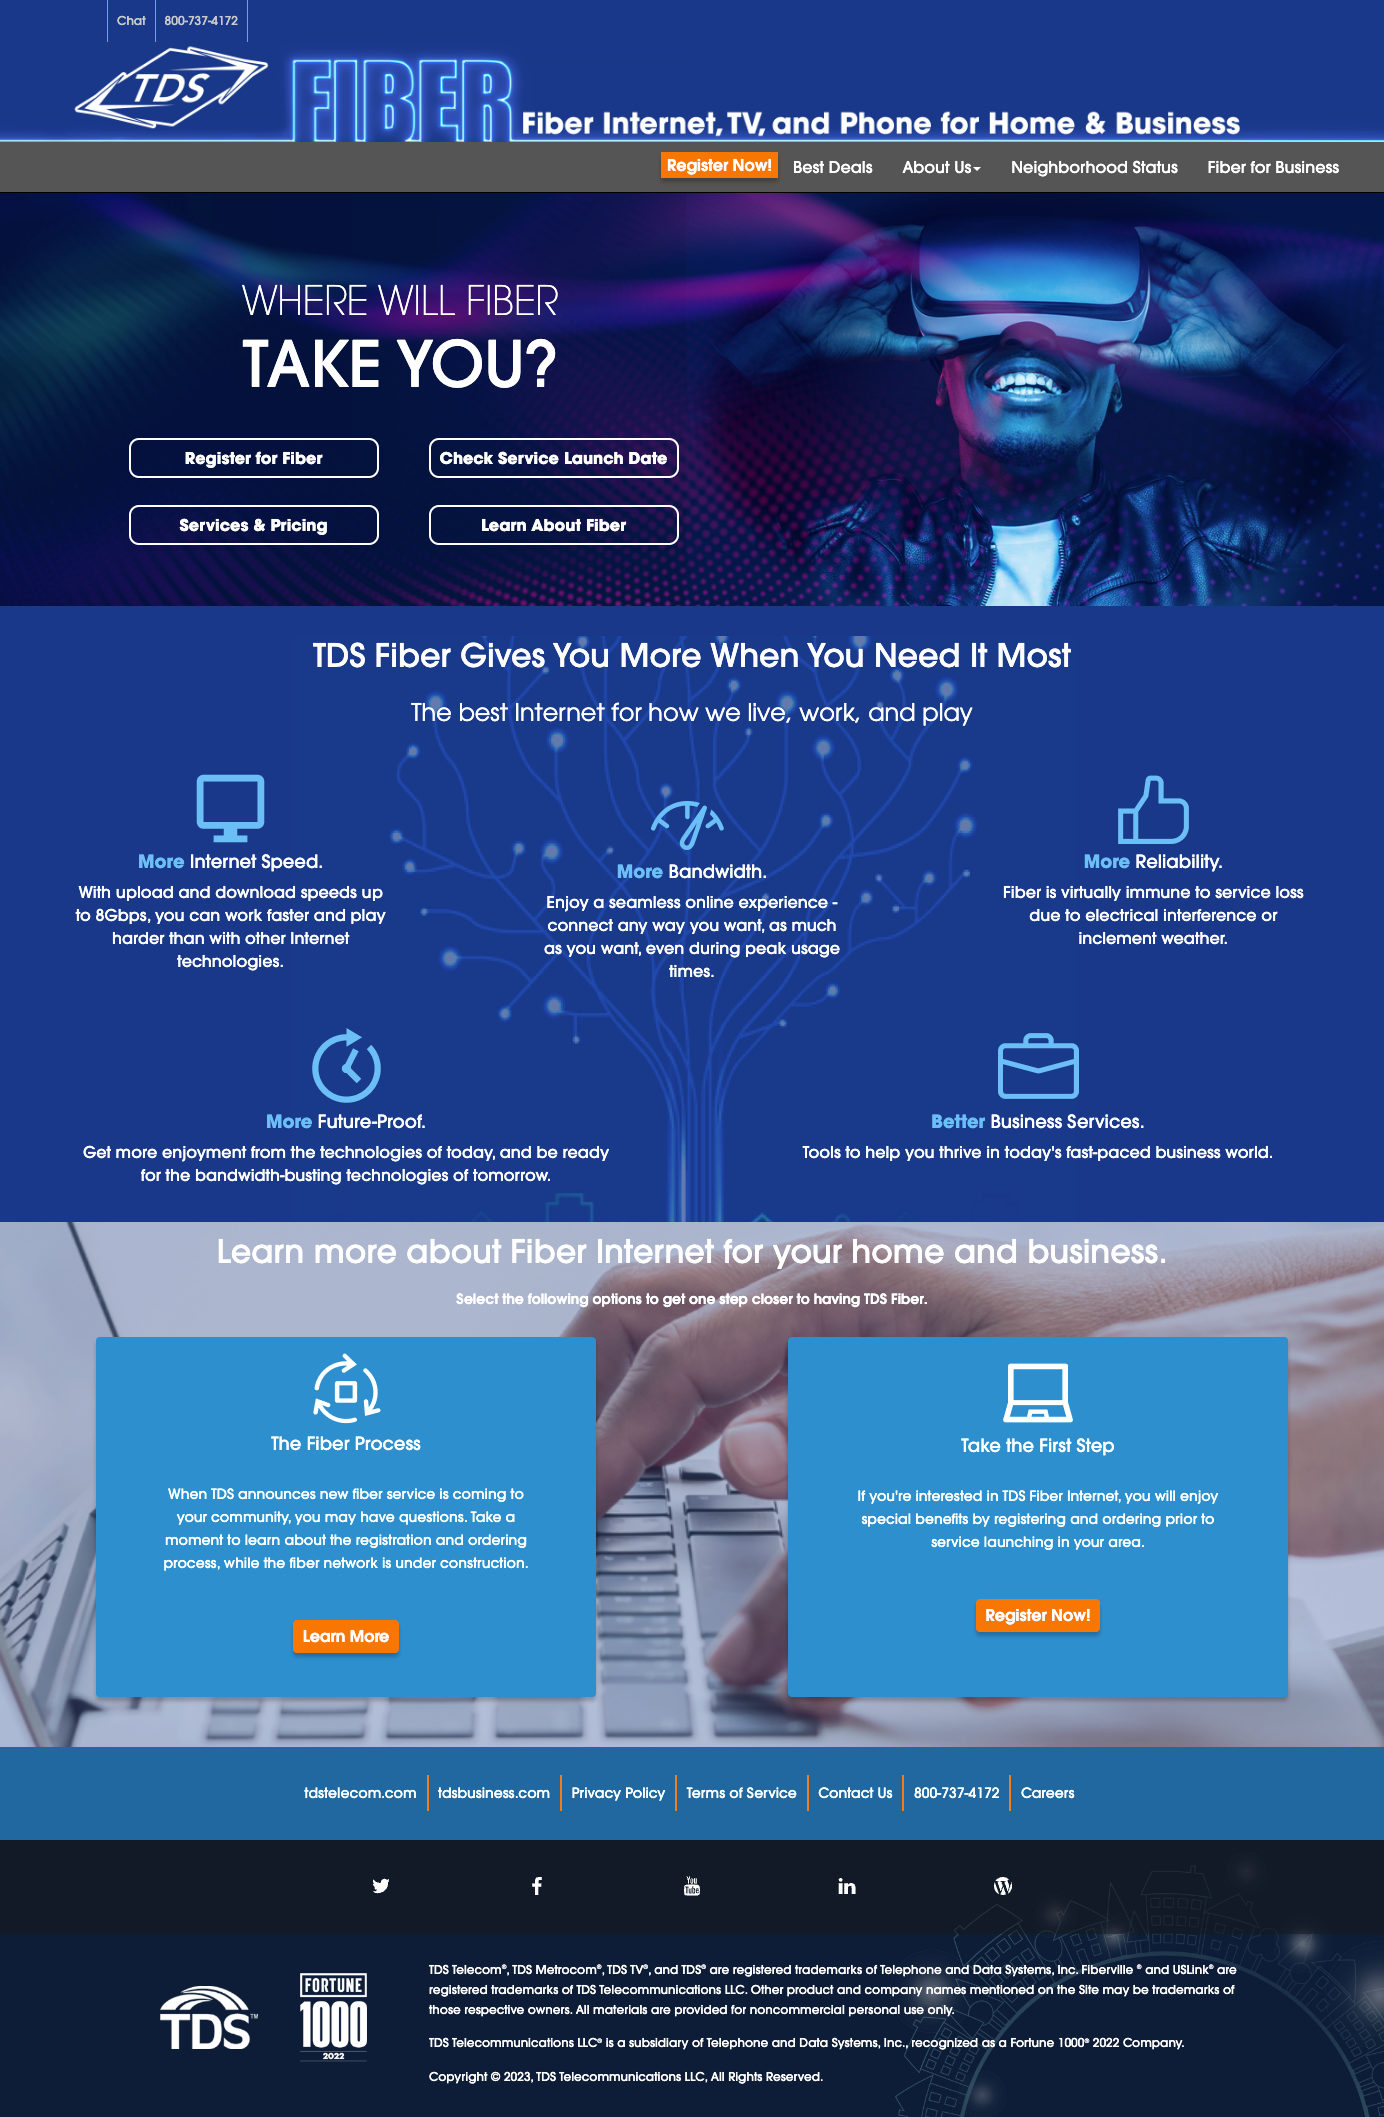 Chat
800-737-4172
TDS
FIBER
Fiber Internet, TV, and Phone for Home & Business
Register Now!
Best Deals
About Us
Neighborhood Status
Fiber for Business
WHERE WILL FIBER
TAKE YOU?
Register for Fiber
Check Service Launch Date
Services & Pricing
Learn About Fiber
TDS Fiber Gives You More When You Need It Most
The best Internet for how we live, work, and play
More Internet Speed.
With upload and download speeds up
to 8Gbps, you can work faster and play
harder than with other Internet
technologies.
More Bandwidth.
Enjoy a seamless online experience -
connect any way you want, as much
as you want, even during peak usage
times.
More Reliability.
Fiber is virtually immune to service loss
due to electrical interference or
inclement weather.
More Future-Proof.
Get more enjoyment from the technologies of today, and be ready
for the bandwidth-busting technologies of tomorrow.
Better Business Services.
Tools to help you thrive in today's fast-paced business world.
Learn more about Fiber Internet for your home and business.
Select the following options to get one step closer to having TDS Fiber.
The Fiber Process
When TDS announces new fiber service is coming to
your community, you may have questions. Take a
moment to learn about the registration and ordering
process, while the fiber network is under construction.
Learn More
Take the First Step
If you're interested in TDS Fiber Internet, you will enjoy
special benefits by registering and ordering prior to
service launching in your area.
Register Now!
tdstelecom.com
tdsbusiness.com
Privacy Policy
Terms of Service
Contact Us
800-737-4172
Careers
You
Tube
TDS™
FORTUNE
1000
2022
TDS Telecom®, TDS Metrocom®, TDS TV®, and TDS® are registered trademarks of Telephone and Data Systems, Inc. Fiberville ® and USLink® are
registered trademarks of TDS Telecommunications LLC. Other product and company names mentioned on the Site may be trademarks of
those respective owners. All materials are provided for noncommercial personal use only.
TDS Telecommunications LLC® is a subsidiary of Telephone and Data Systems, Inc., recognized as a Fortune 1000® 2022 Company.
Copyright © 2023, TDS Telecommunications LLC, All Rights Reserved.